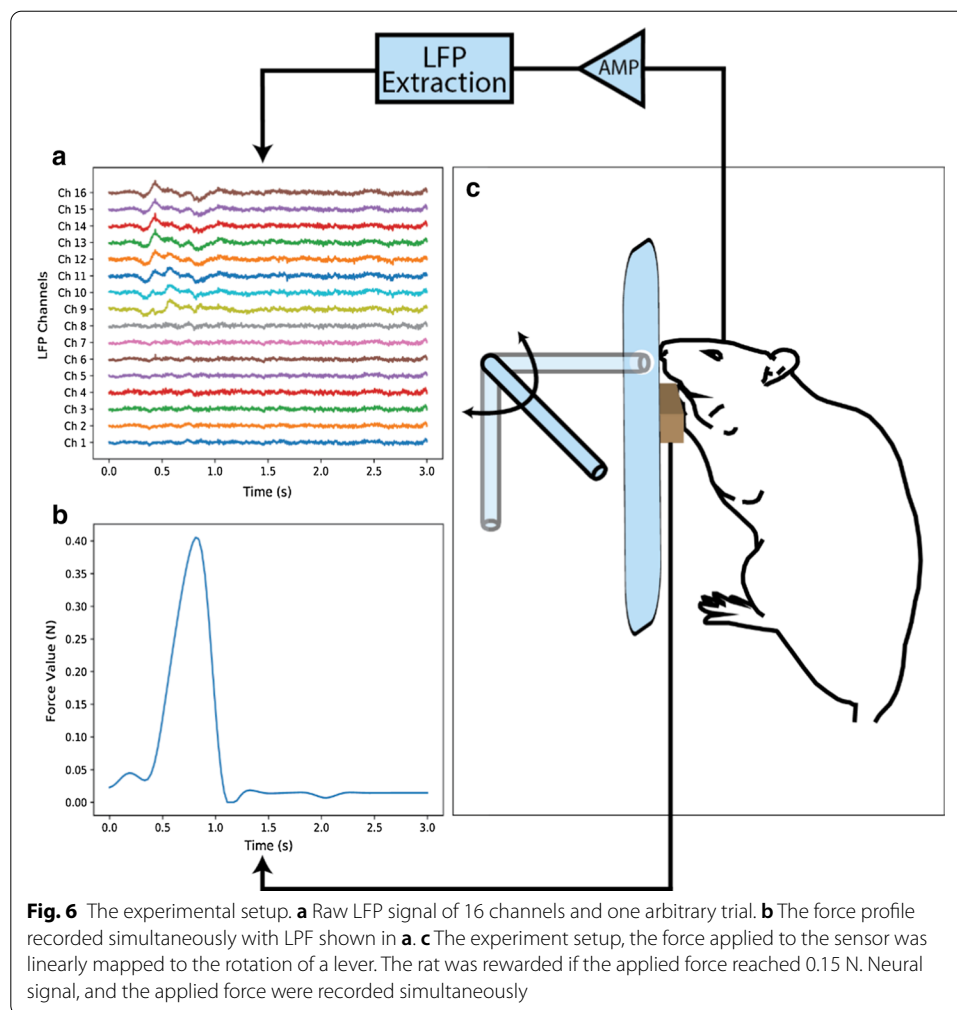 LFP
Extraction
AMP
a
Ch 16
Ch 15
Ch 14
Ch 13
Ch 12
Ch 11
Ch 10
Ch 9
Ch 8
Ch 7
Ch 6
Ch 5
Ch 4
Ch 3
Ch 2
Ch 1
LFP Channels
0.0 0.5 1.0 1.5 2.0 2.5 3.0
Time (s)
b
0.40
0.35
0.30
0.25
0.20
0.15
0.10
0.05
0.00
Force Value (N)
0.0 0.5 1.0 1.5 2.0 2.5 3.0
Time (s)
c
Fig. 6 The experimental setup. a Raw LFP signal of 16 channels and one arbitrary trial. b The force profile
recorded simultaneously with LPF shown in a. c The experiment setup, the force applied to the sensor was
linearly mapped to the rotation of a lever. The rat was rewarded if the applied force reached 0.15 N. Neural
signal, and the applied force were recorded simultaneously